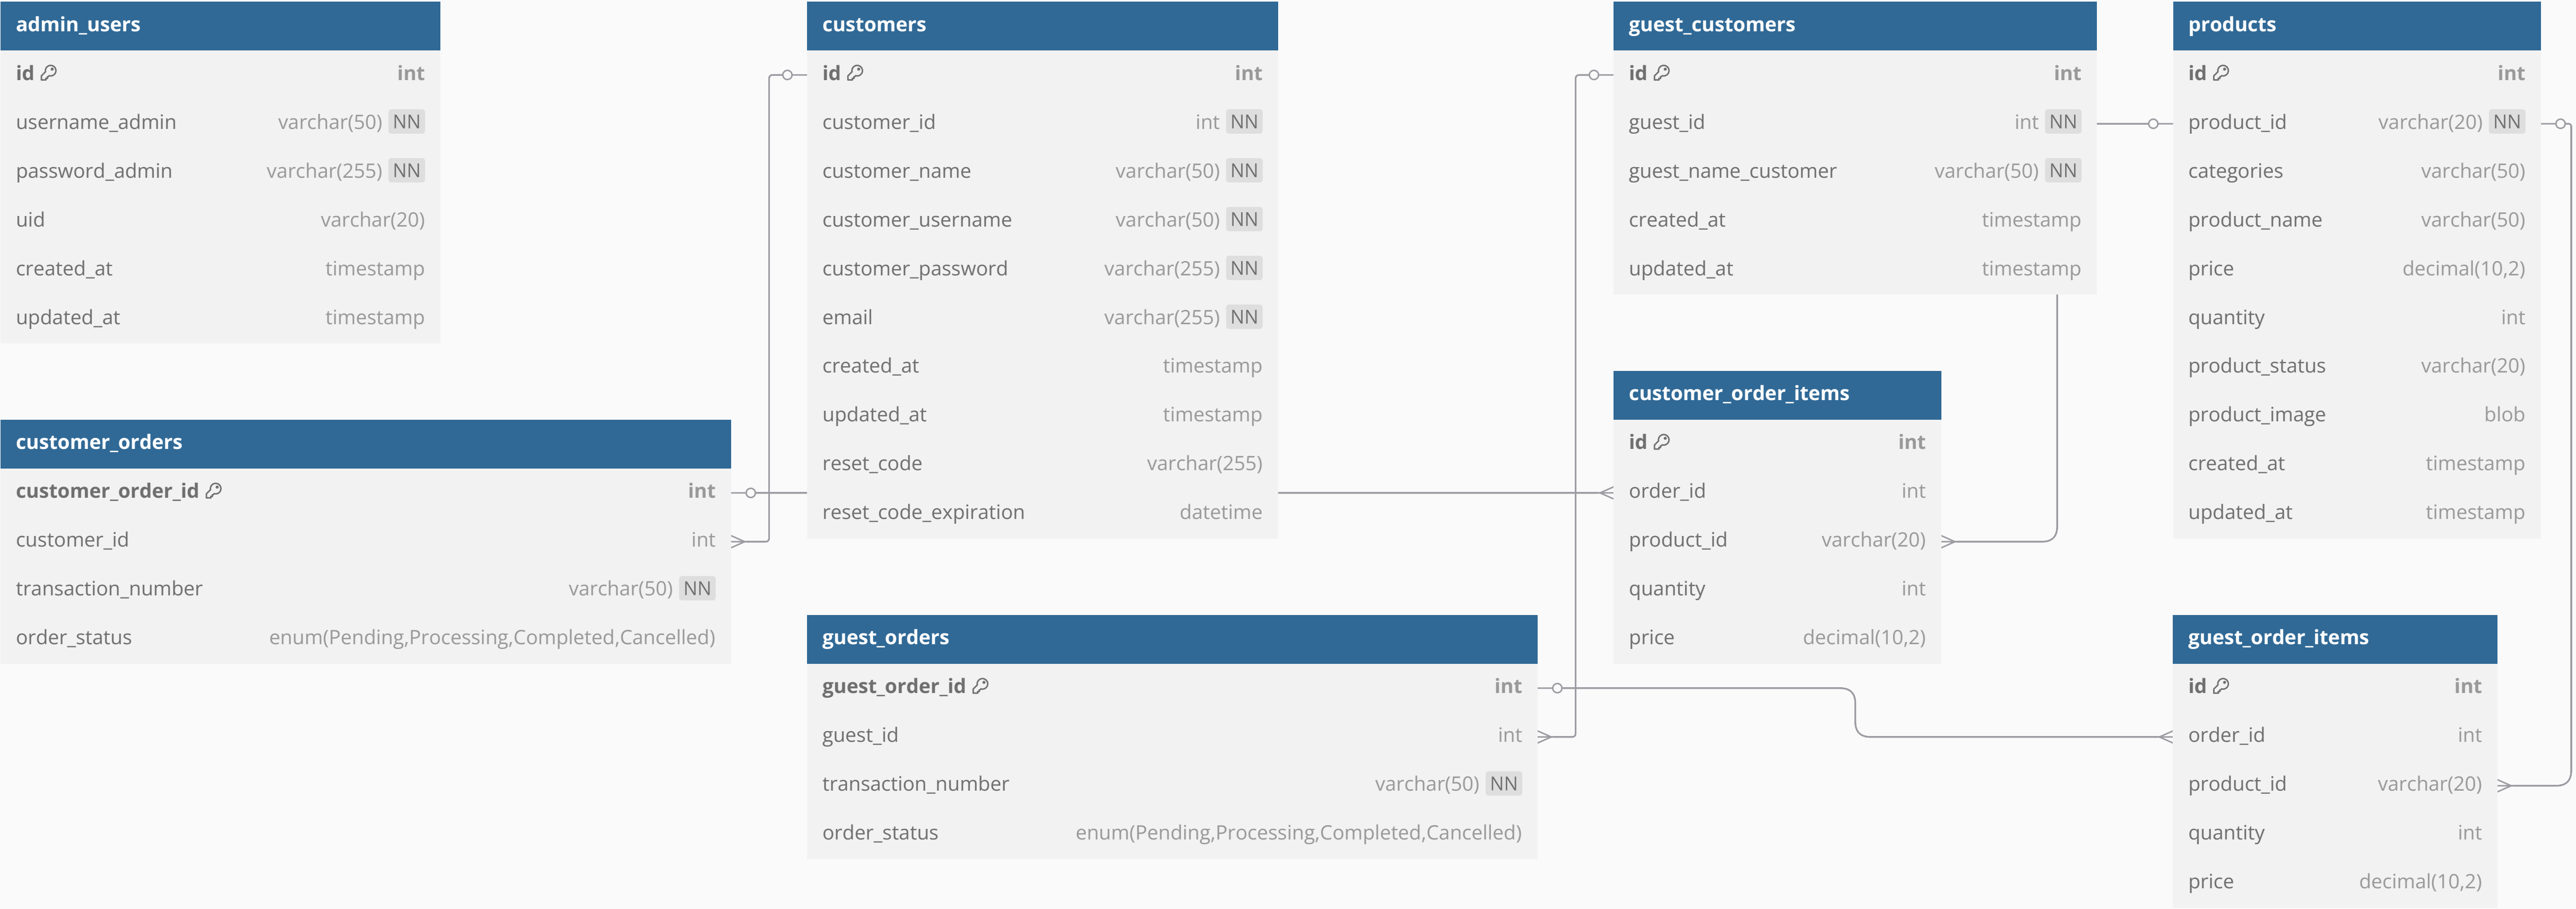 admin_users
id int
username_admin varchar(50) NN
password_admin varchar(255) NN
uid varchar(20)
created_at timestamp
updated_at timestamp
customers
id int
customer_id int NN
customer_name varchar(50) NN
customer_username varchar(50) NN
customer_password varchar(255) NN
email varchar(255) NN
created_at timestamp
updated_at timestamp
reset_code varchar(255)
reset_code_expiration datetime
guest_customers
id int
guest_id int NN
guest_name_customer varchar(50) NN
created_at timestamp
updated_at timestamp
products
id int
product_id varchar(20) NN
categories varchar(50)
product_name varchar(50)
price decimal(10,2)
quantity int
product_status varchar(20)
product_image blob
created_at timestamp
updated_at timestamp
customer_orders
customer_order_id int
customer_id int
transaction_number varchar(50) NN
order_status enum(Pending,Processing,Completed,Cancelled)
customer_order_items
id int
order_id int
product_id varchar(20)
quantity int
price decimal(10,2)
guest_orders
guest_order_id int
guest_id int
transaction_number varchar(50) NN
order_status enum(Pending,Processing,Completed,Cancelled)
guest_order_items
id int
order_id int
product_id varchar(20)
quantity int
price decimal(10,2)